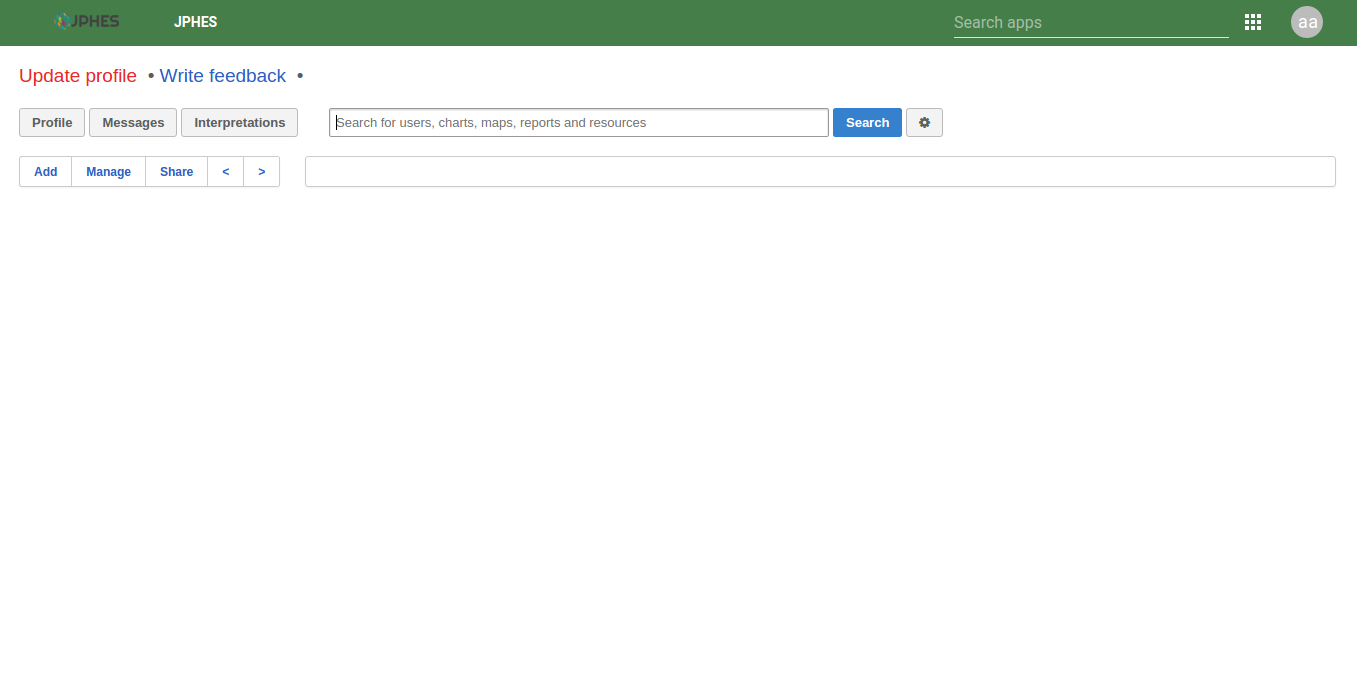 JPHES JPHES Search apps aa
Update profile • Write feedback •
Profile Messages Interpretations Search for users, charts, maps, reports and resources Search
Add Manage Share < >